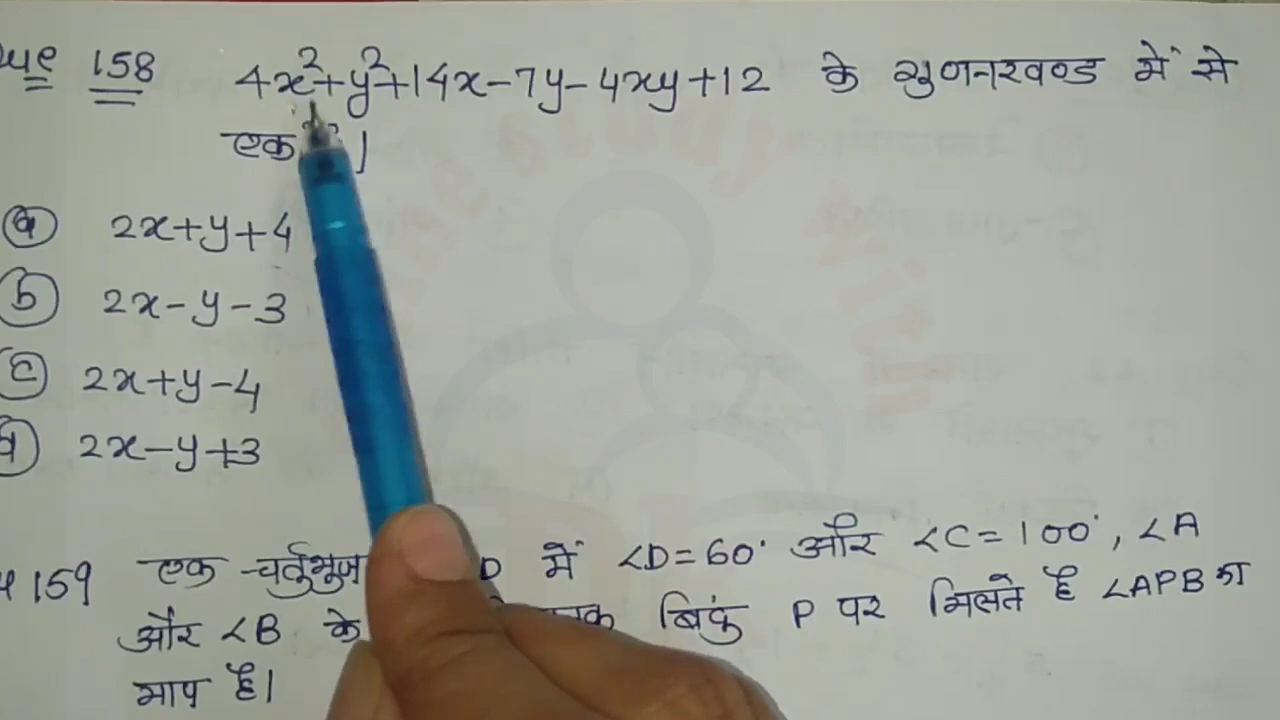 158 4x²+y²+14x-7y-4xy+12 के गुणनखण्ड में से
एक ।
ⓐ 2x+y+4
ⓑ 2x-y-3
ⓒ 2x+y-4
2x-y+3
159 एक चर्तुभुज D में ∠D=60° और ∠C=100°, ∠A
और ∠B के बिंदु P पर मिलते है ∠APB का
माप है।